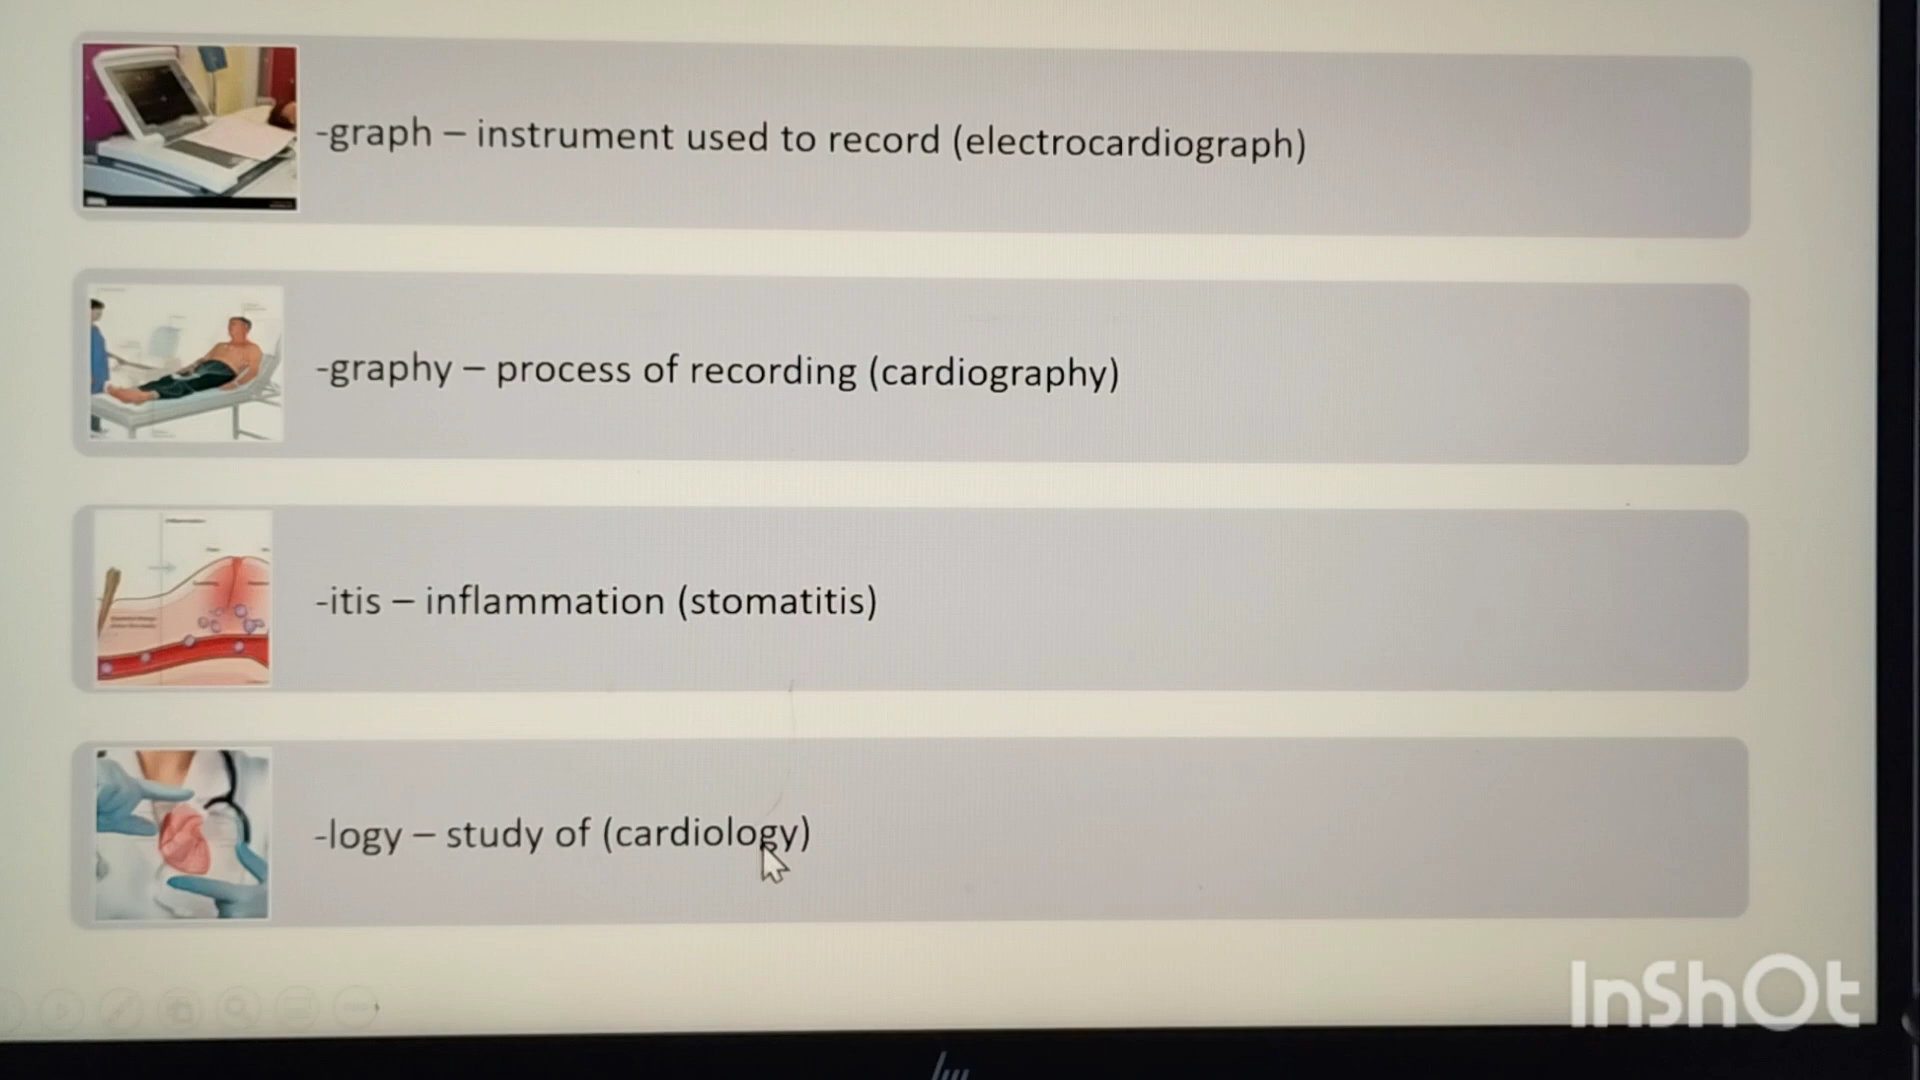 -graph – instrument used to record (electrocardiograph)
-graphy – process of recording (cardiography)
-itis – inflammation (stomatitis)
-logy – study of (cardiology)
InShOt
hp